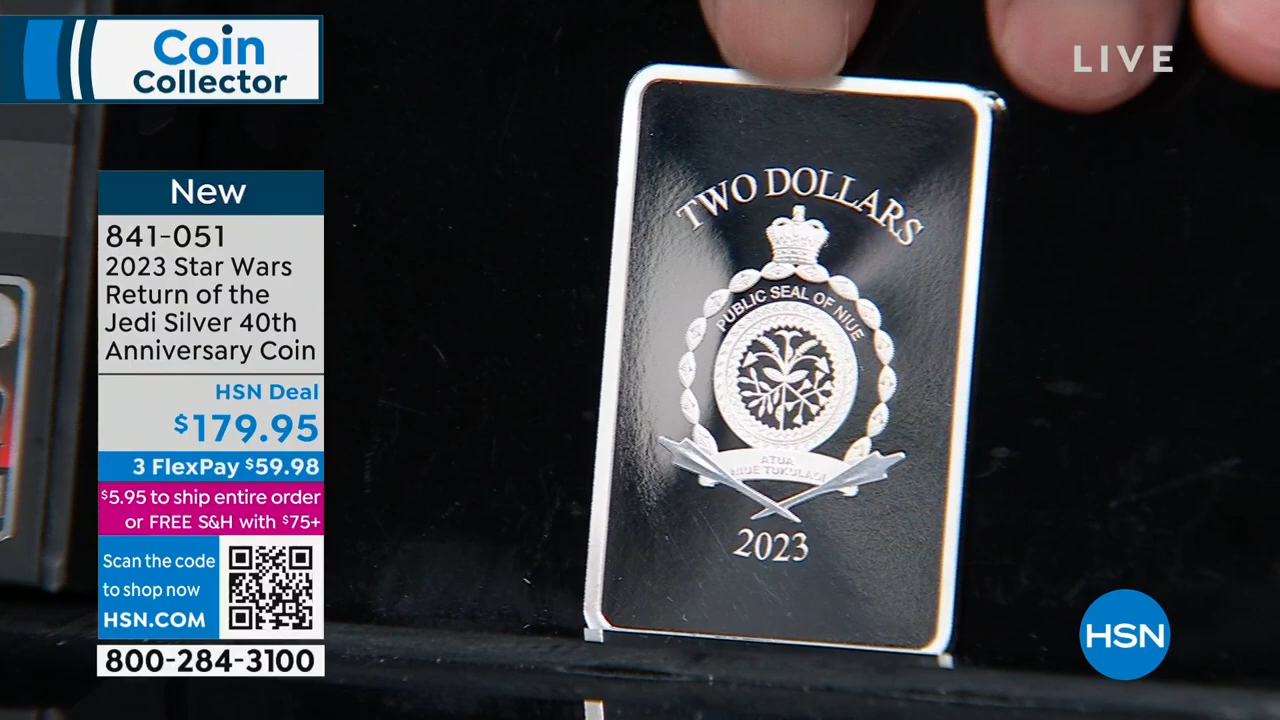 Coin
Collector
LIVE
New
841-051
2023 Star Wars
Return of the
Jedi Silver 40th
Anniversary Coin
HSN Deal
$179.95
3 FlexPay $59.98
$5.95 to ship entire order
or FREE S&H with $75+
Scan the code
to shop now
HSN.COM
800-284-3100
TWO DOLLARS
PUBLIC SEAL OF NIUE
ATUA
NIUE TUKULAGI
2023
HSN